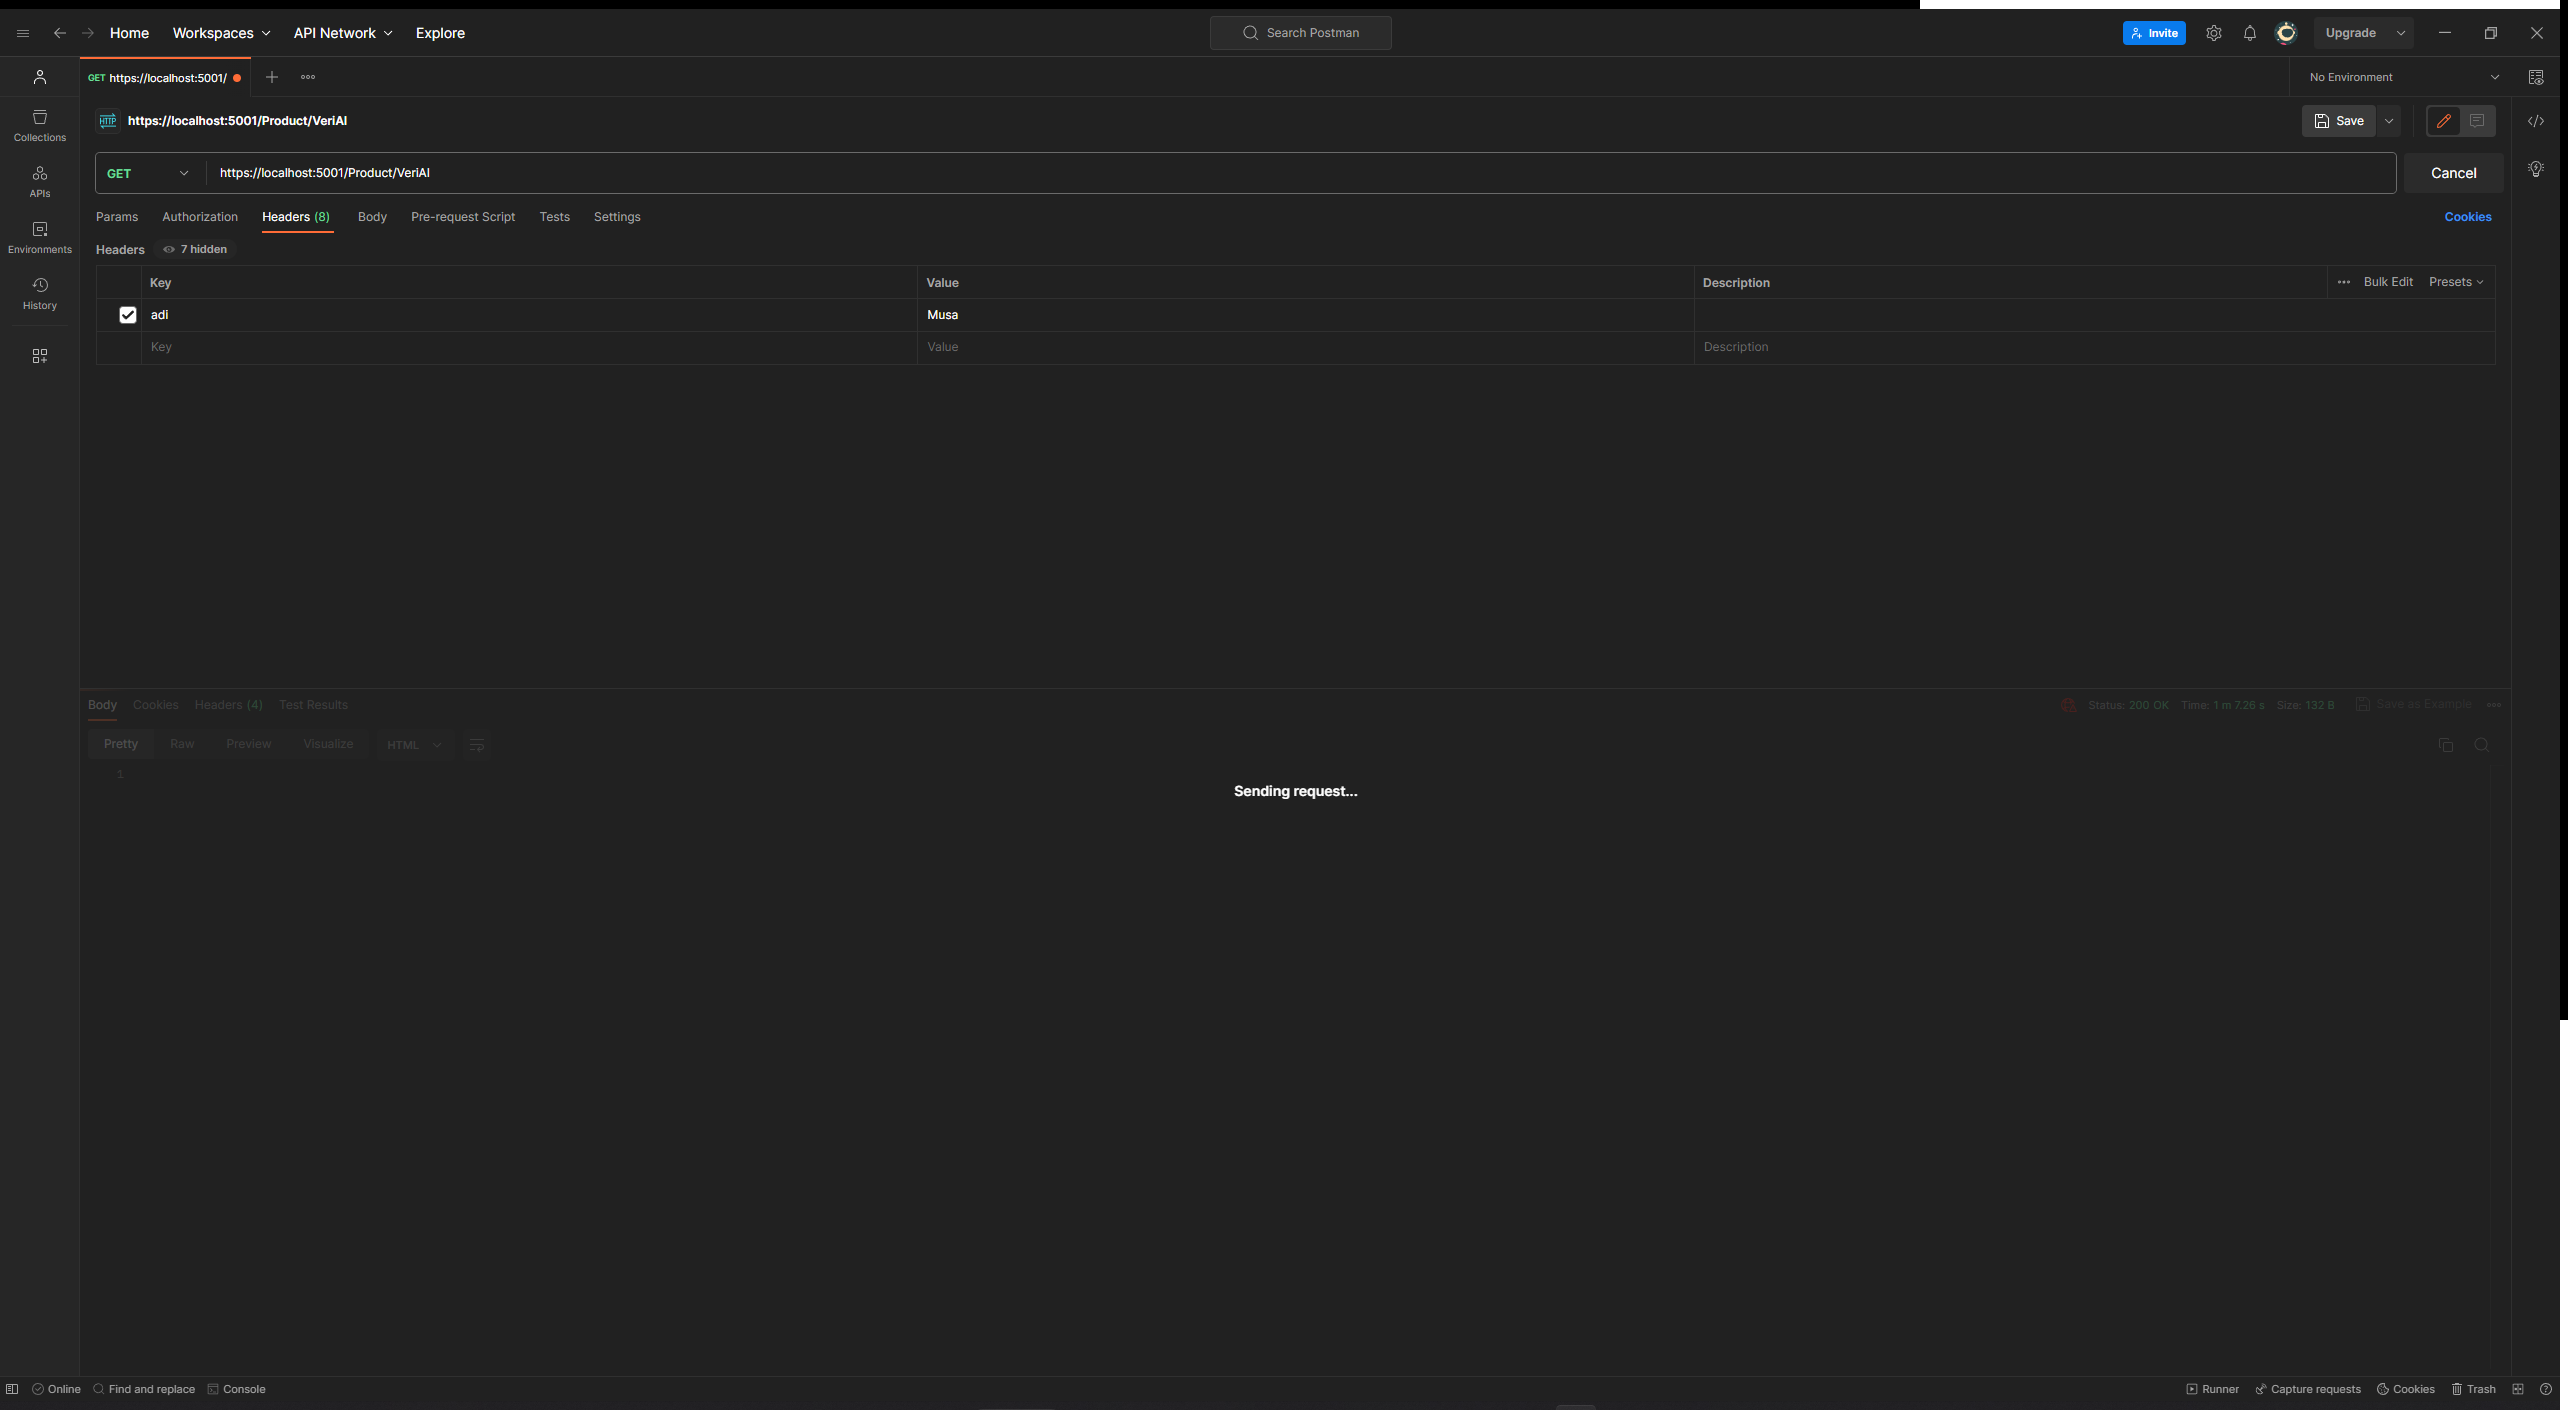 Home Workspaces API Network Explore Search Postman Invite Upgrade
GET https://localhost:5001/ No Environment
HTTP https://localhost:5001/Product/VeriAl Save
GET https://localhost:5001/Product/VeriAl Cancel
Params Authorization Headers (8) Body Pre-request Script Tests Settings Cookies
Headers 7 hidden
Key Value Description Bulk Edit Presets
adi Musa
Key Value Description
Collections
APIs
Environments
History
Body Cookies Headers (4) Test Results Status: 200 OK Time: 1 m 7.26 s Size: 132 B Save as Example
Pretty Raw Preview Visualize HTML
1
Sending request...
Online Find and replace Console Runner Capture requests Cookies Trash